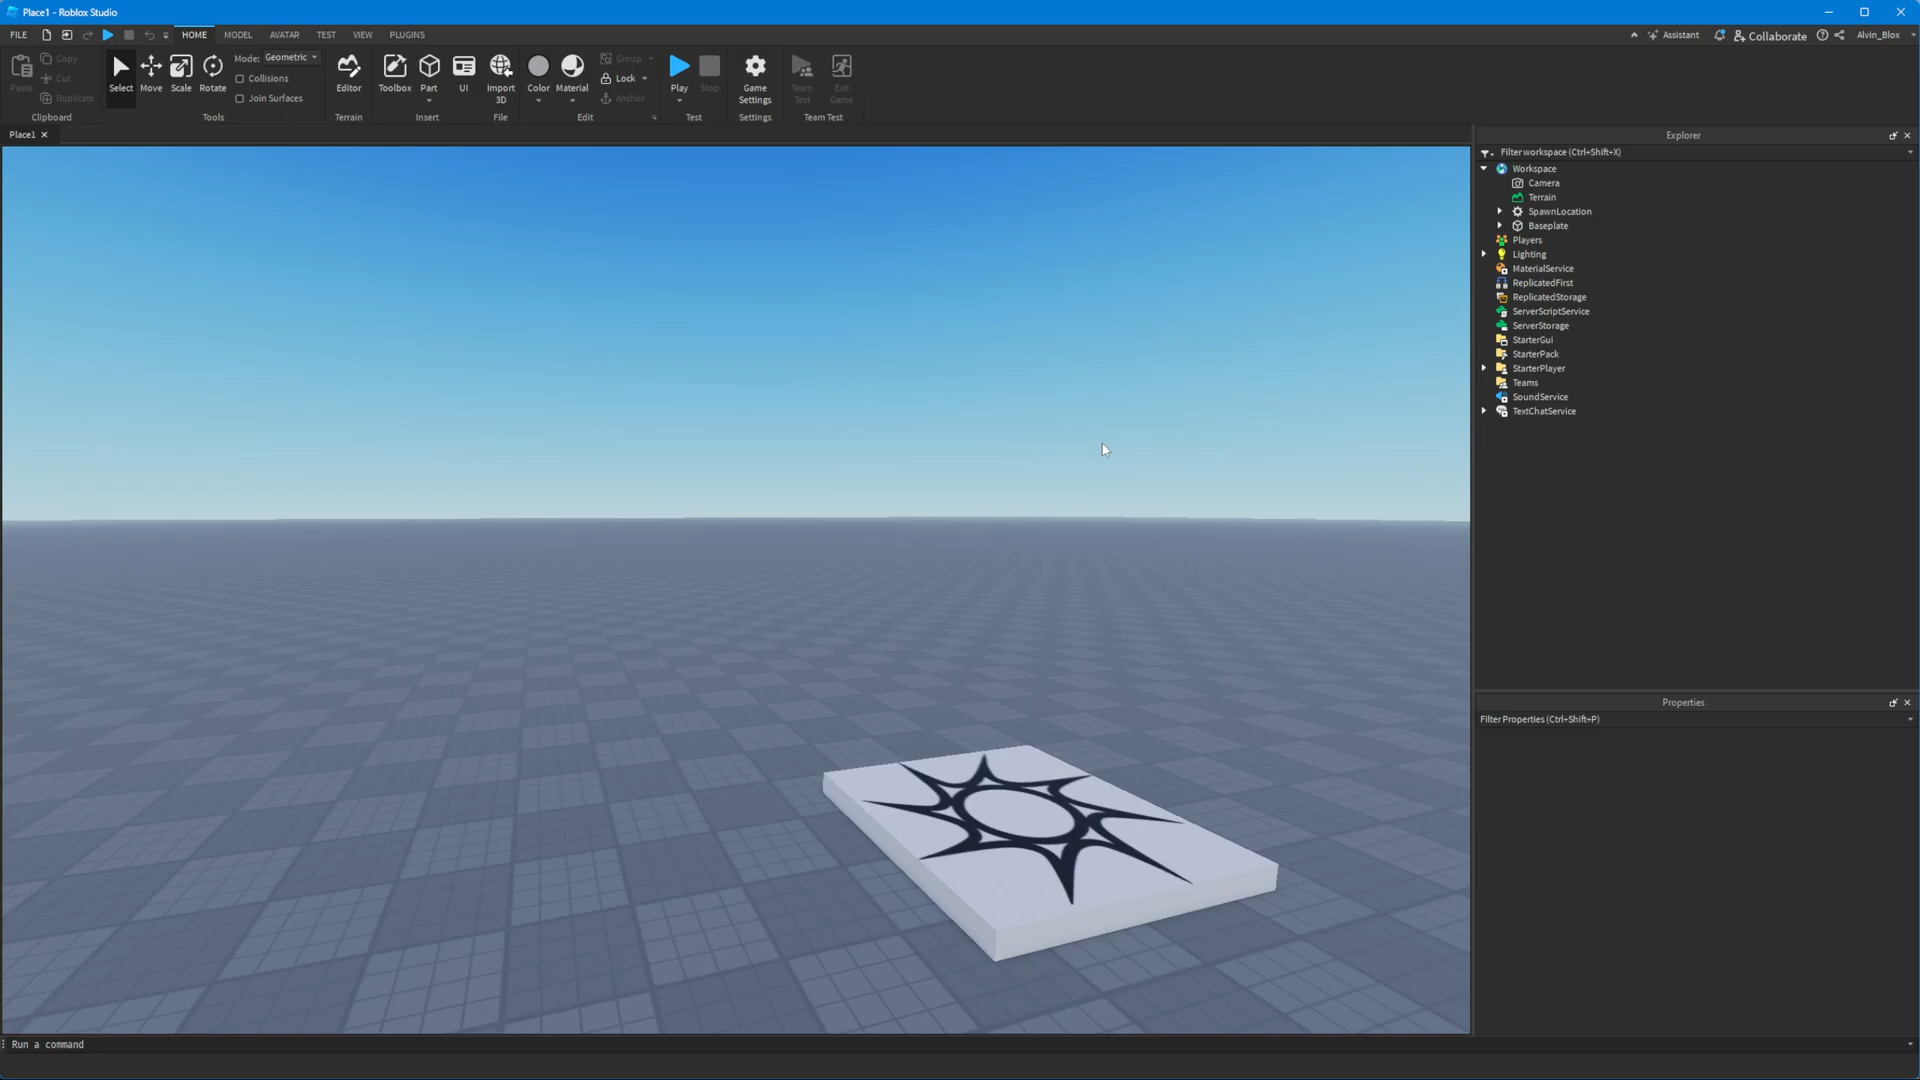 Place1 - Roblox Studio
FILE HOME MODEL AVATAR TEST VIEW PLUGINS Assistant Collaborate Alvin_Blox
Copy
Cut
Duplicate
Paste
Clipboard
Select Move Scale Rotate
Mode: Geometric
Collisions
Join Surfaces
Tools
Editor
Terrain
Toolbox Part UI
Insert
Import
3D
File
Color Material
Group
Lock
Anchor
Edit
Play Stop
Test
Game
Settings
Settings
Team
Test
Exit
Game
Team Test
Place1
Explorer
Filter workspace (Ctrl+Shift+X)
Workspace
Camera
Terrain
SpawnLocation
Baseplate
Players
Lighting
MaterialService
ReplicatedFirst
ReplicatedStorage
ServerScriptService
ServerStorage
StarterGui
StarterPack
StarterPlayer
Teams
SoundService
TextChatService
Properties
Filter Properties (Ctrl+Shift+P)
Run a command